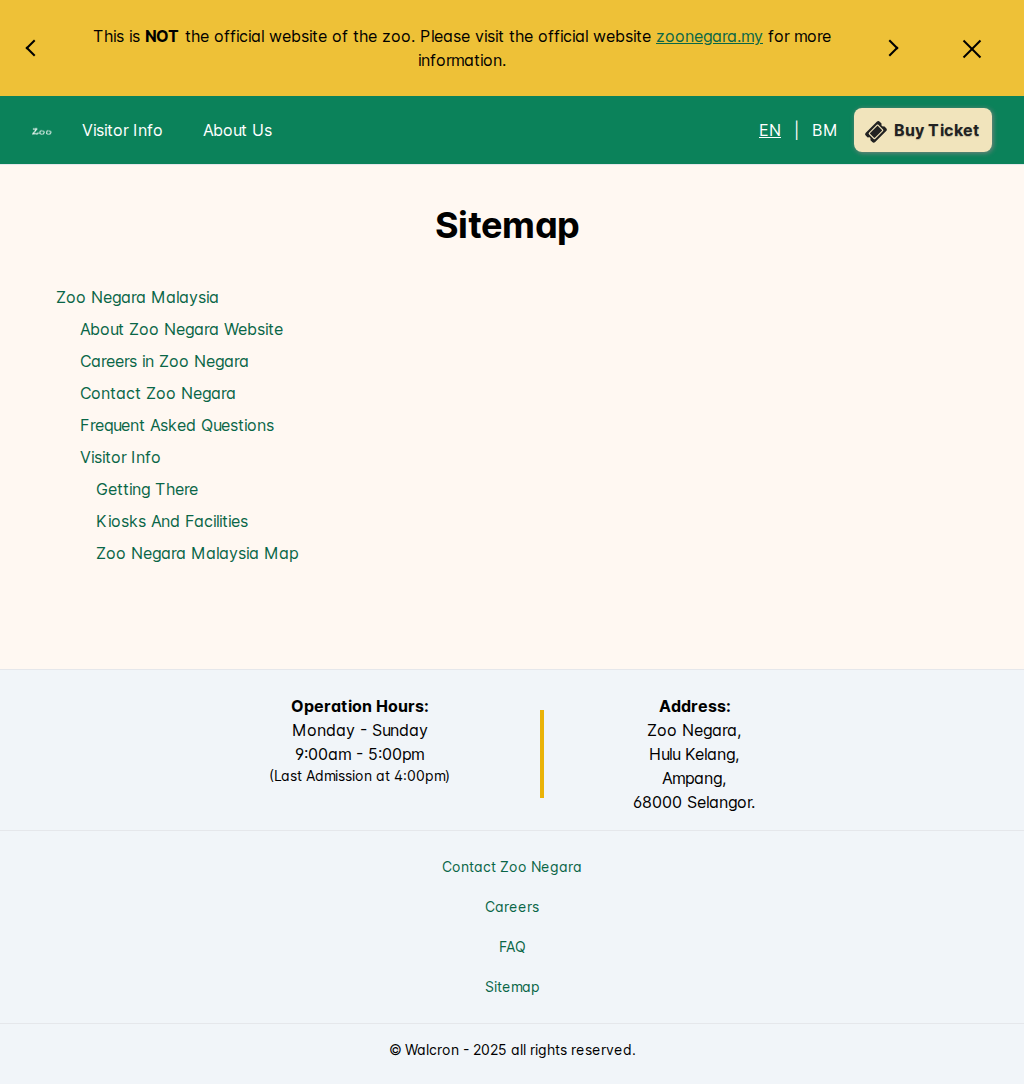 This is NOT the official website of the zoo. Please visit the official website zoonegara.my for more
information.
Zoo
Visitor Info
About Us
EN | BM
Buy Ticket
Sitemap
Zoo Negara Malaysia
About Zoo Negara Website
Careers in Zoo Negara
Contact Zoo Negara
Frequent Asked Questions
Visitor Info
Getting There
Kiosks And Facilities
Zoo Negara Malaysia Map
Operation Hours:
Monday - Sunday
9:00am - 5:00pm
(Last Admission at 4:00pm)
Address:
Zoo Negara,
Hulu Kelang,
Ampang,
68000 Selangor.
Contact Zoo Negara
Careers
FAQ
Sitemap
© Walcron - 2025 all rights reserved.